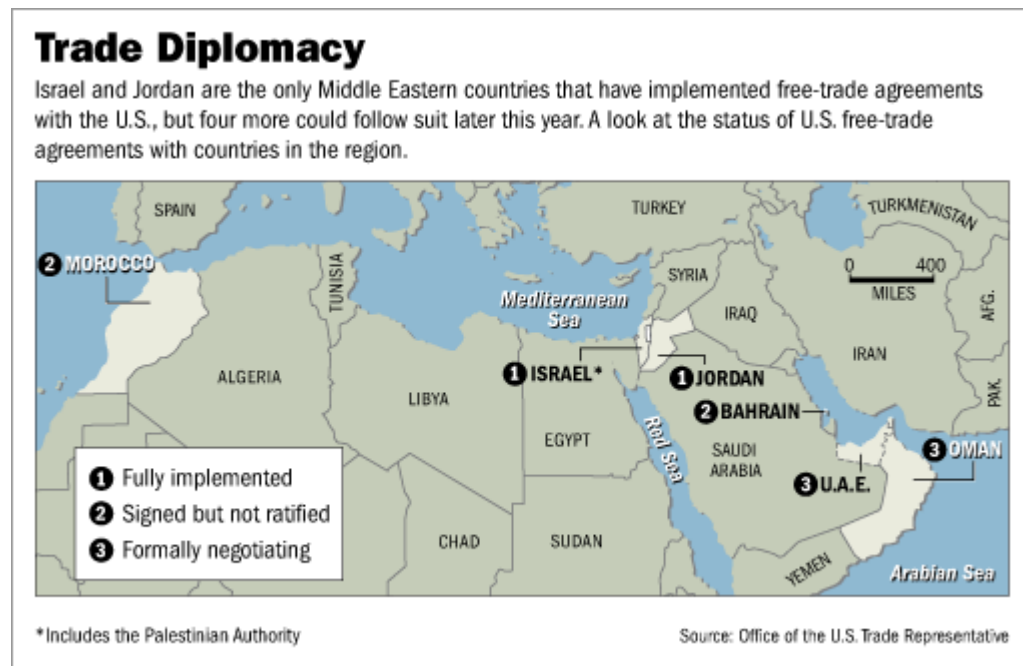 Trade Diplomacy
Israel and Jordan are the only Middle Eastern countries that have implemented free-trade agreements
with the U.S., but four more could follow suit later this year. A look at the status of U.S. free-trade
agreements with countries in the region.
SPAIN
TURKEY
TURKMENISTAN
2 MOROCCO
TUNISIA
SYRIA
0 400
MILES
AFG.
Mediterranean
Sea
IRAQ
IRAN
ALGERIA
LIBYA
1 ISRAEL*
1 JORDAN
PAK.
2 BAHRAIN
EGYPT
Red Sea
SAUDI
ARABIA
3 OMAN
3 U.A.E.
1 Fully implemented
2 Signed but not ratified
3 Formally negotiating
CHAD
SUDAN
YEMEN
Arabian Sea
*Includes the Palestinian Authority
Source: Office of the U.S. Trade Representative